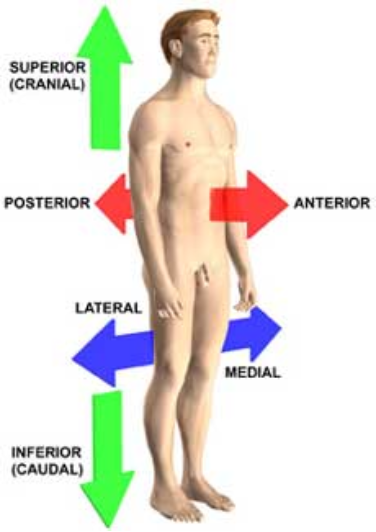 SUPERIOR
(CRANIAL)
POSTERIOR
ANTERIOR
LATERAL
MEDIAL
INFERIOR
(CAUDAL)